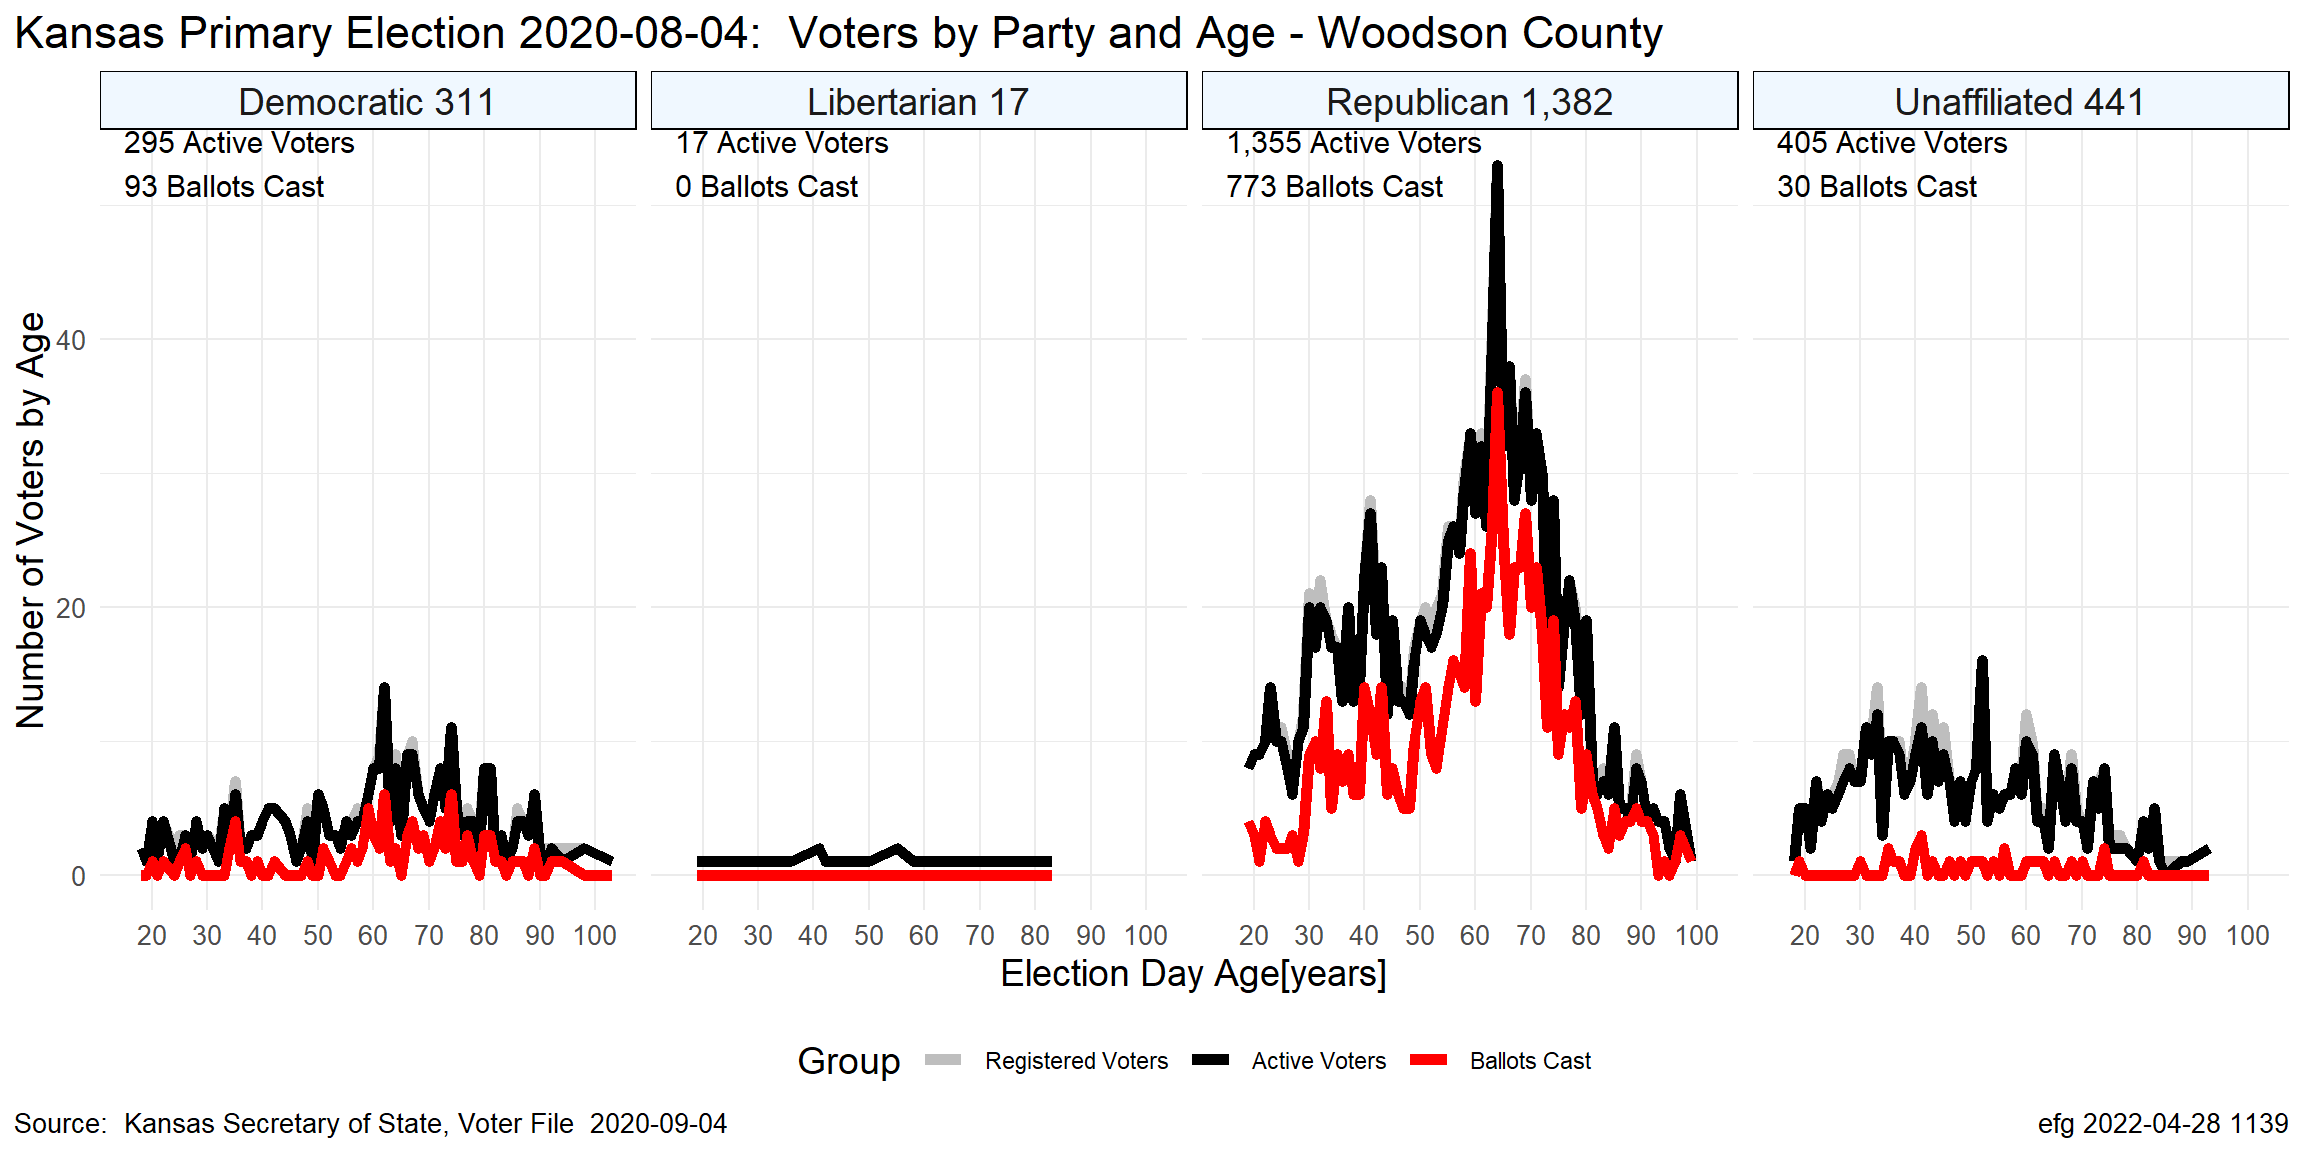 Kansas Primary Election 2020-08-04:  Voters by Party and Age - Woodson County
Democratic 311
Libertarian 17
Republican 1,382
Unaffiliated 441
295 Active Voters
93 Ballots Cast
17 Active Voters
0 Ballots Cast
1,355 Active Voters
773 Ballots Cast
405 Active Voters
30 Ballots Cast
Number of Voters by Age
40
20
0
20 30 40 50 60 70 80 90 100
20 30 40 50 60 70 80 90 100
20 30 40 50 60 70 80 90 100
20 30 40 50 60 70 80 90 100
Election Day Age[years]
Group Registered Voters Active Voters Ballots Cast
Source:  Kansas Secretary of State, Voter File  2020-09-04
efg 2022-04-28 1139